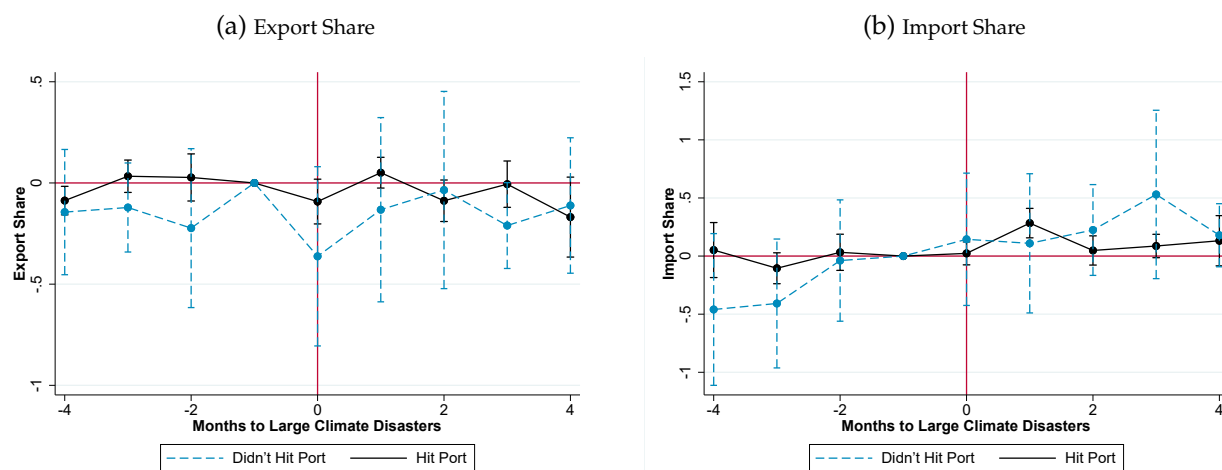 (a) Export Share
.5
0
-.5
-1
Export Share
-4
-2
0
2
4
Months to Large Climate Disasters
Didn't Hit Port
Hit Port
(b) Import Share
1.5
1
.5
0
-.5
-1
Import Share
-4
-2
0
2
4
Months to Large Climate Disasters
Didn't Hit Port
Hit Port